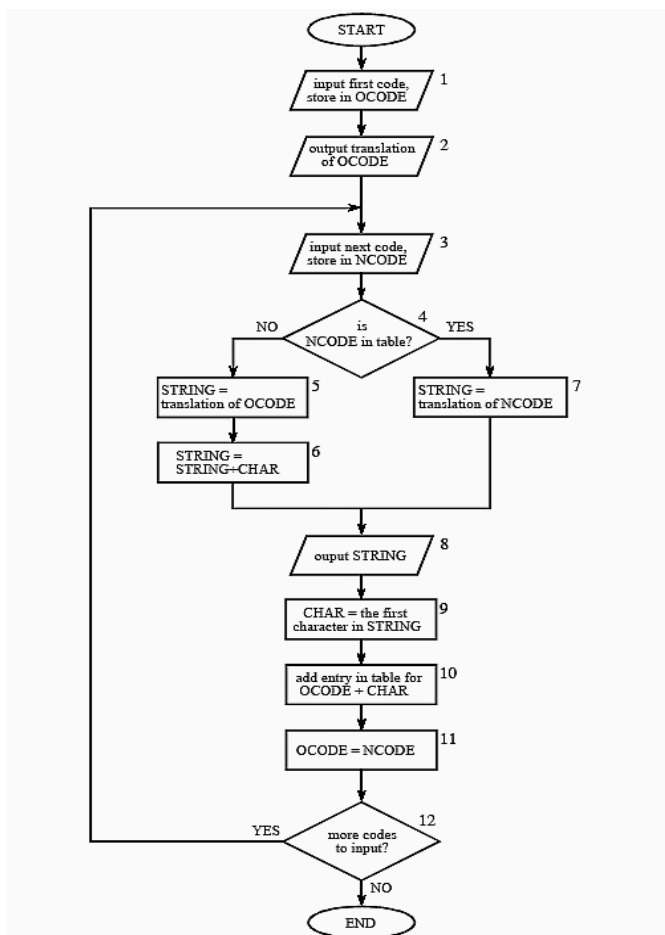 START
input first code,
store in OCODE
1
output translation
of OCODE
2
input next code,
store in NCODE
3
is
NCODE in table?
4
NO
YES
STRING =
translation of OCODE
5
STRING =
translation of NCODE
7
STRING =
STRING+CHAR
6
ouput STRING
8
CHAR = the first
character in STRING
9
add entry in table for
OCODE + CHAR
10
OCODE = NCODE
11
more codes
to input?
12
YES
NO
END